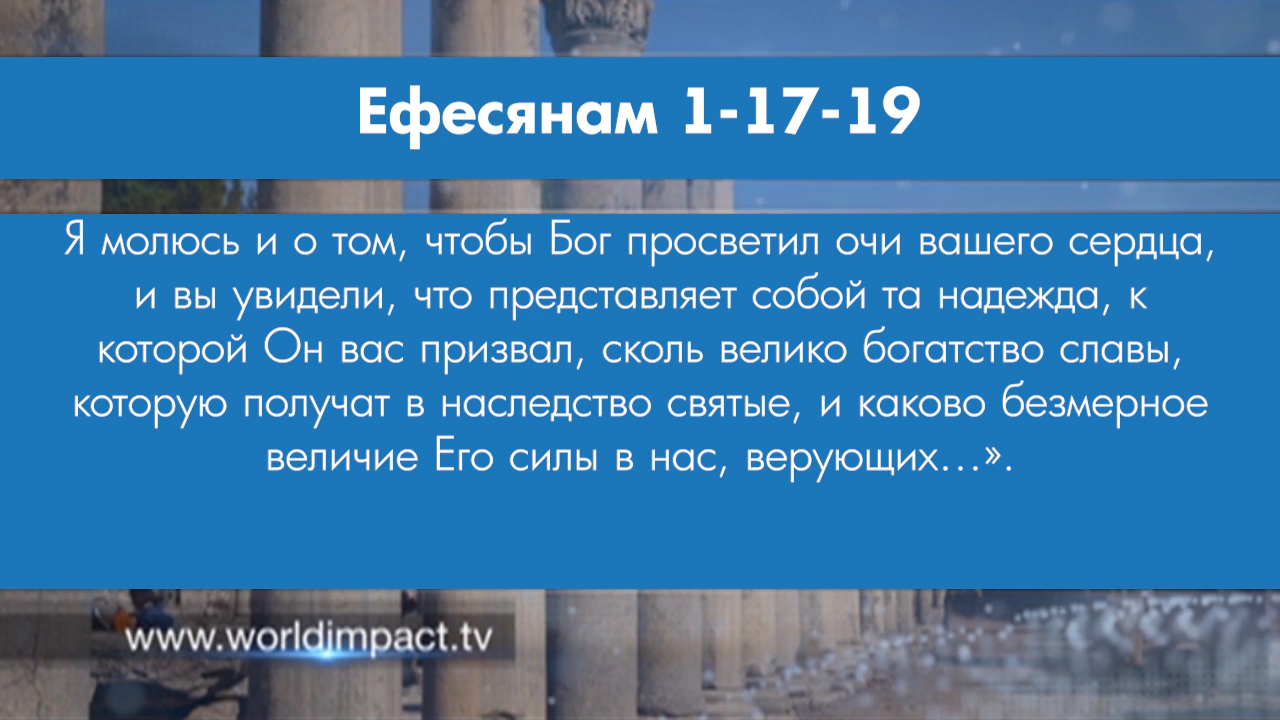 Ефесянам 1-17-19
Я молюсь и о том, чтобы Бог просветил очи вашего сердца,
и вы увидели, что представляет собой та надежда, к
которой Он вас призвал, сколь велико богатство славы,
которую получат в наследство святые, и каково безмерное
величие Его силы в нас, верующих...».
www.worldimpact.tv